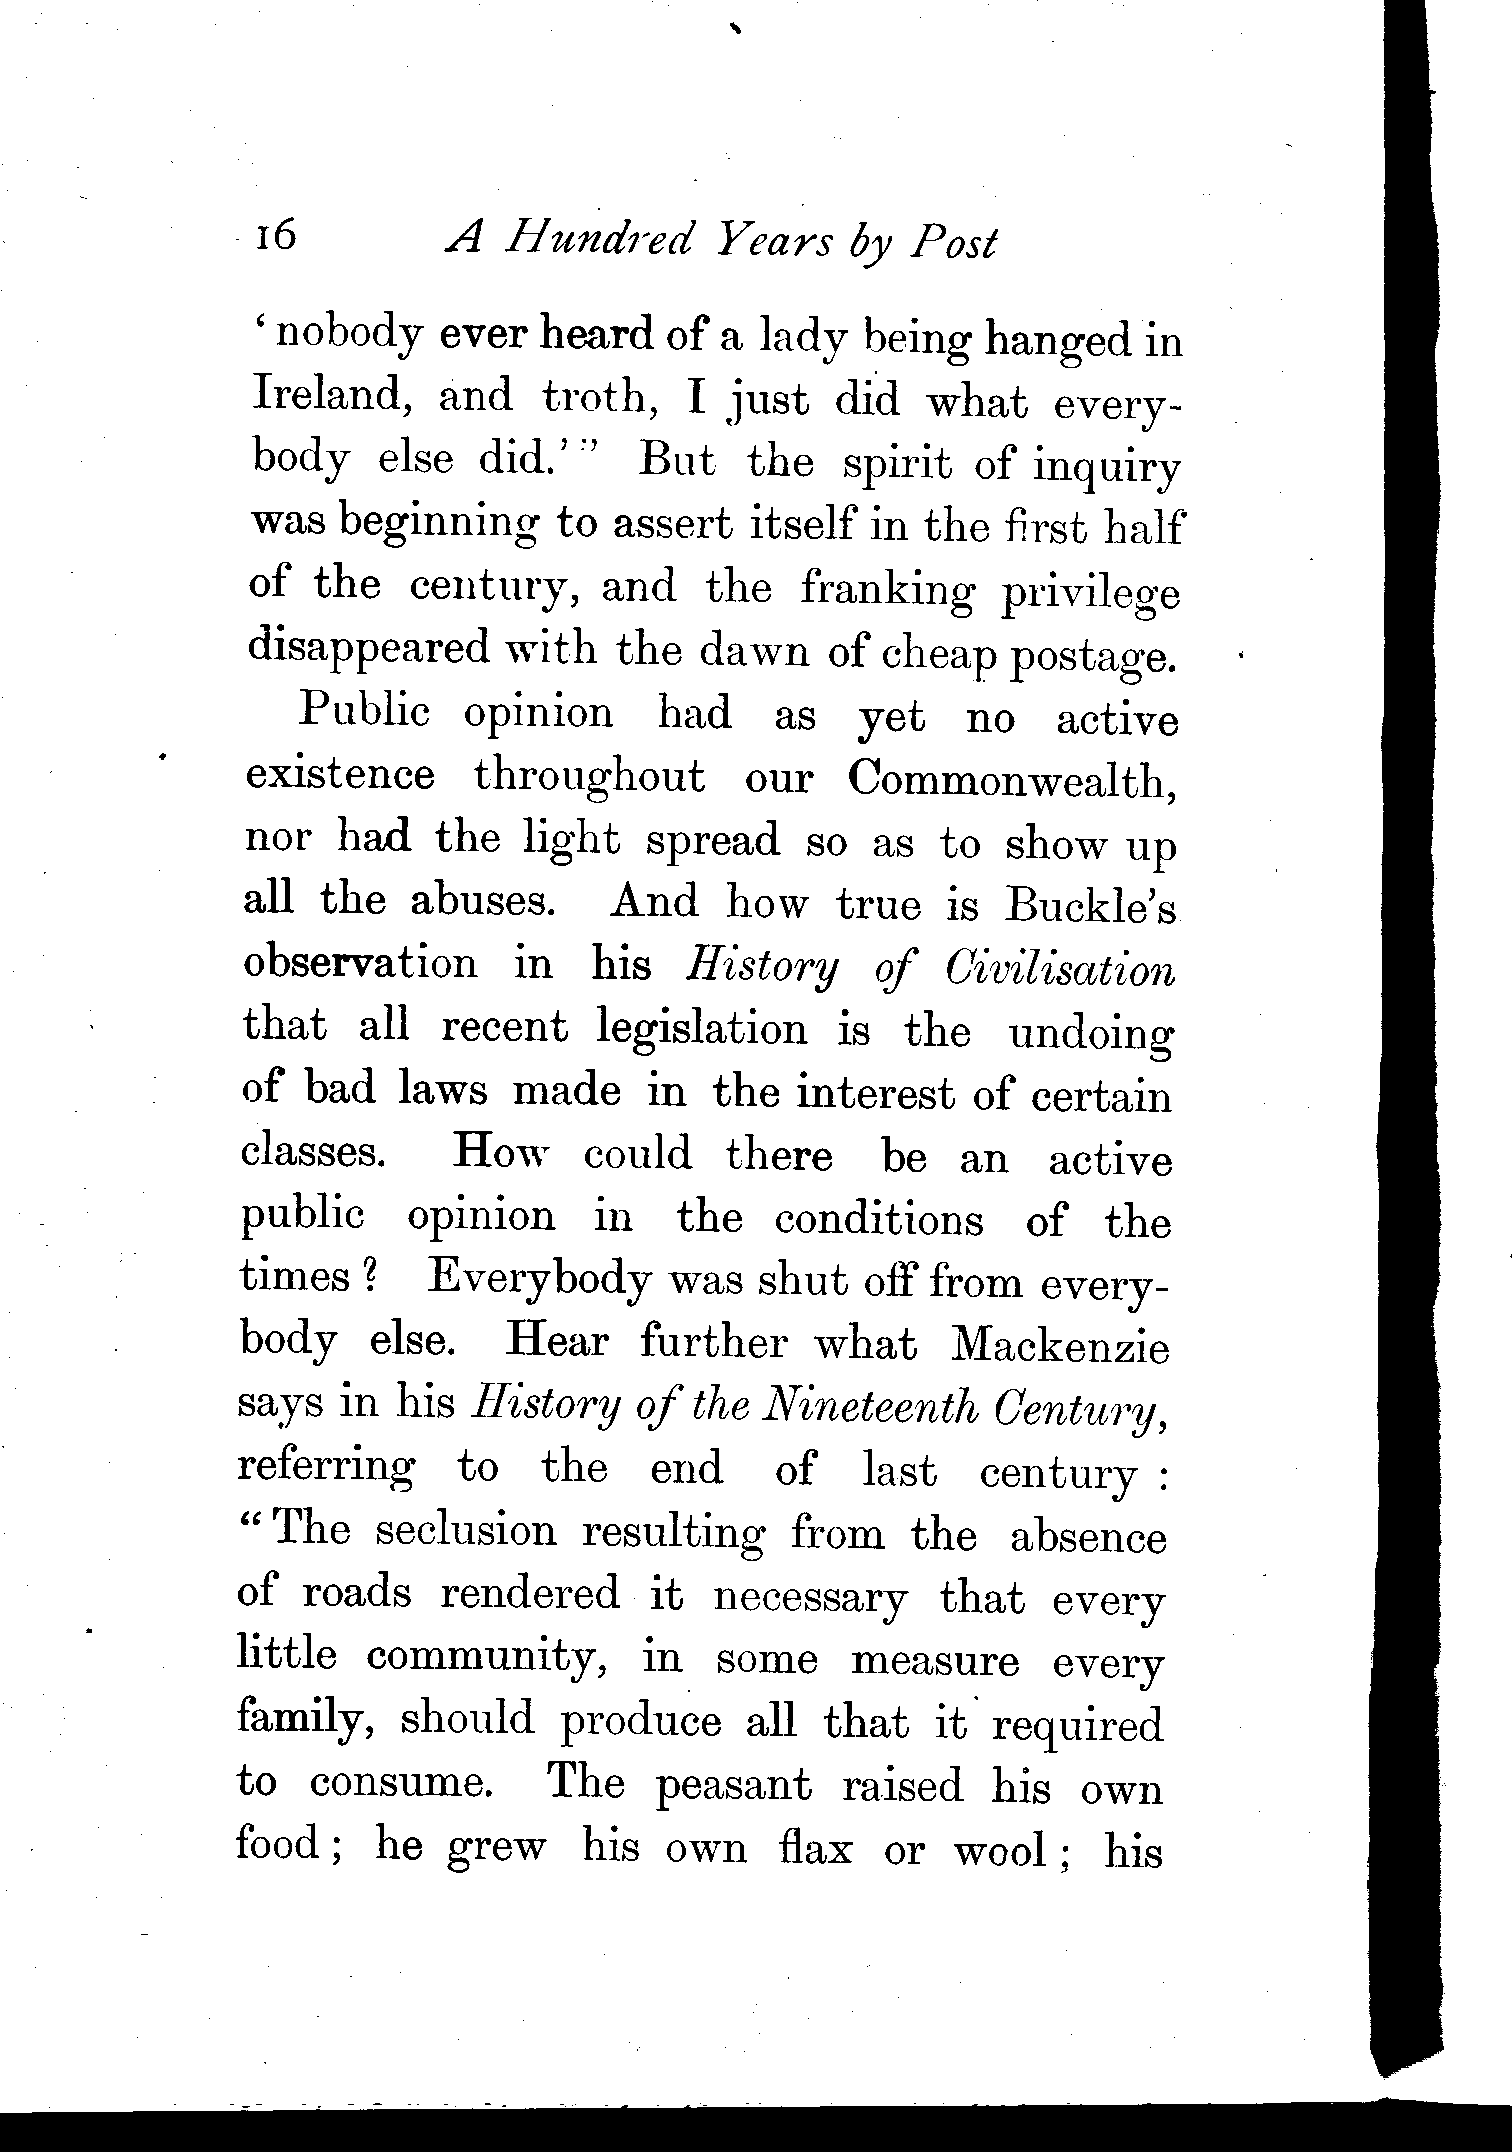 16 A Hundred Years by Post
‘nobody ever heard of a lady being hanged in
Ireland, and troth, I just did what every-
body else did.’” But the spirit of inquiry
was beginning to assert itself in the first half
of the century, and the franking privilege
disappeared with the dawn of cheap postage.
Public opinion had as yet no active
existence throughout our Commonwealth,
nor had the light spread so as to show up
all the abuses. And how true is Buckle’s
observation in his History of Civilisation
that all recent legislation is the undoing
of bad laws made in the interest of certain
classes. How could there be an active
public opinion in the conditions of the
times? Everybody was shut off from every-
body else. Hear further what Mackenzie
says in his History of the Nineteenth Century,
referring to the end of last century :
“The seclusion resulting from the absence
of roads rendered it necessary that every
little community, in some measure every
family, should produce all that it required
to consume. The peasant raised his own
food; he grew his own flax or wool; his